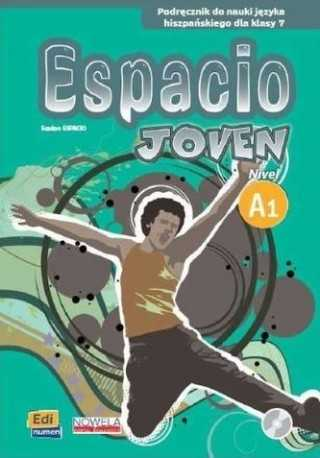 Podręcznik do nauki języka
hiszpańskiego dla klasy 7
Espacio
JOVEN
Nivel
A1
Edi
numen
NOWELA